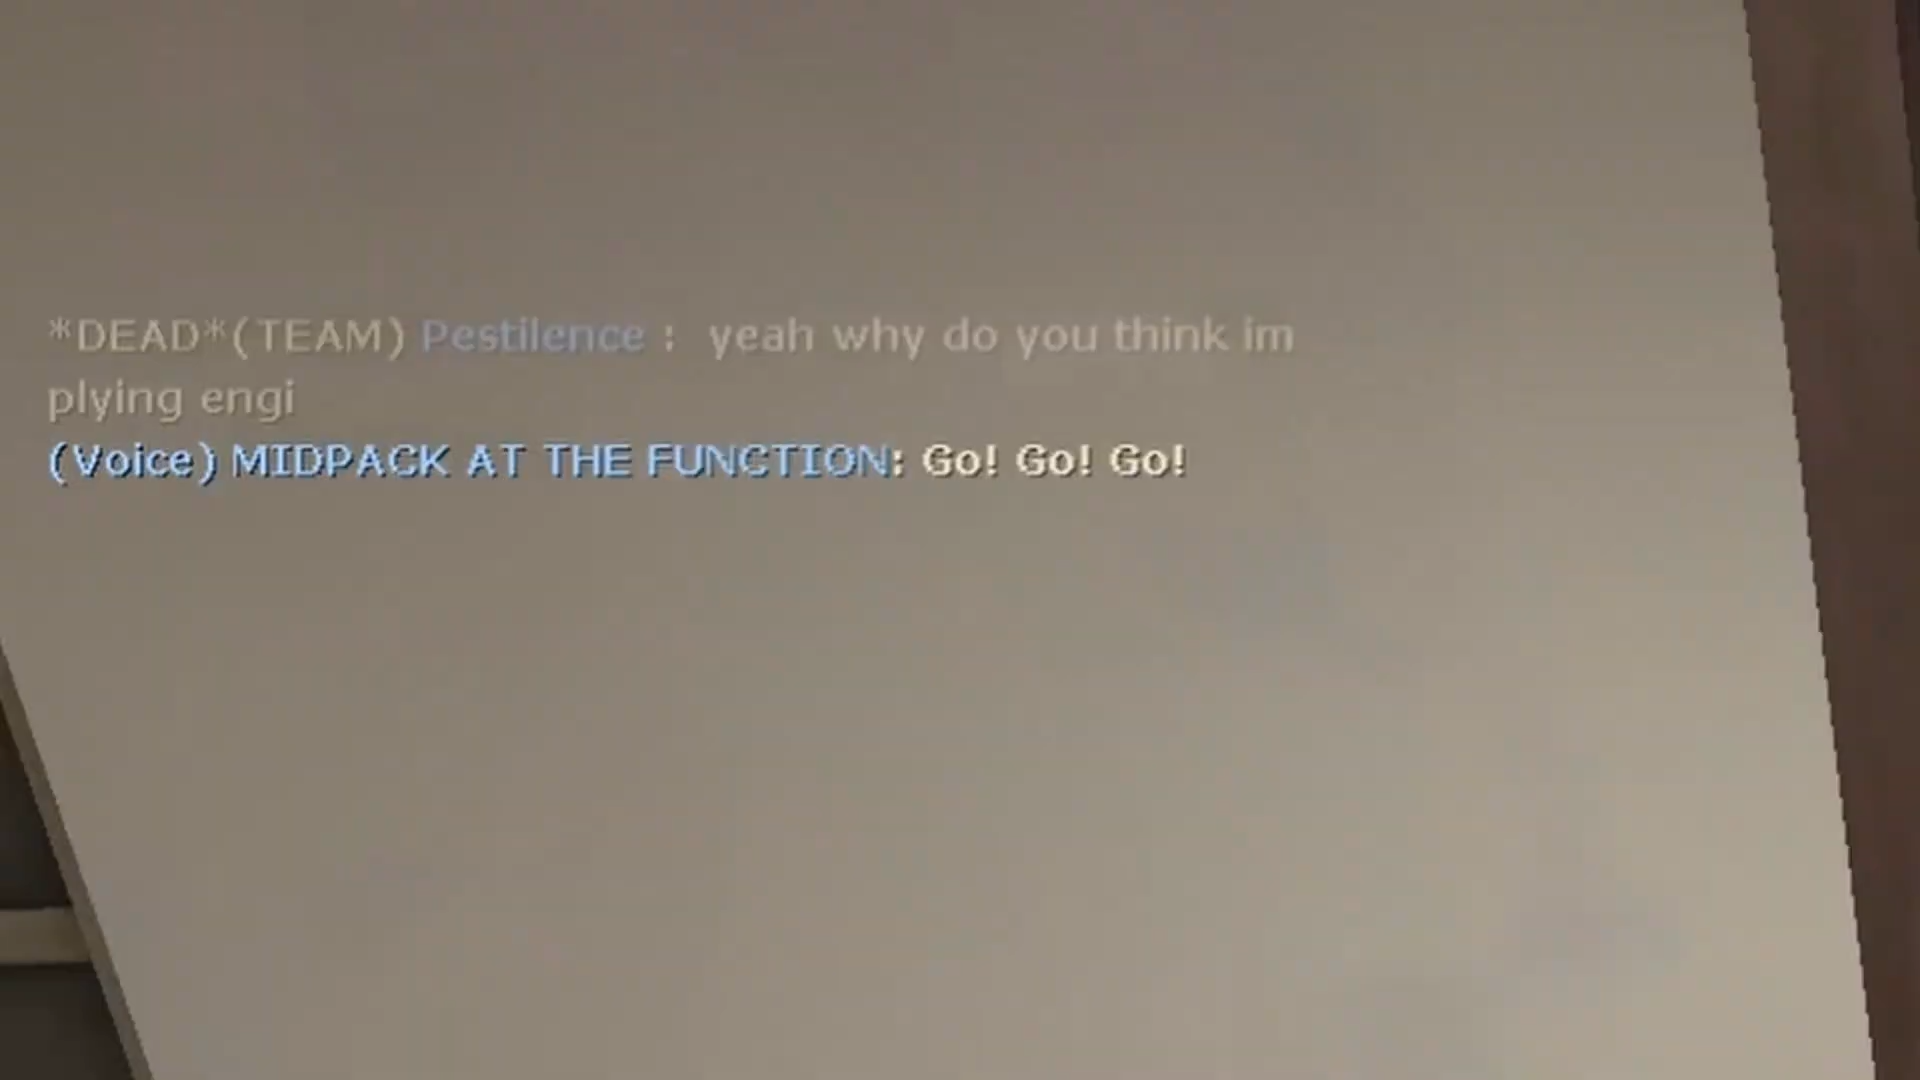 *DEAD*(TEAM) Pestilence :  yeah why do you think im
plying engi
(Voice) MIDPACK AT THE FUNCTION: Go! Go! Go!